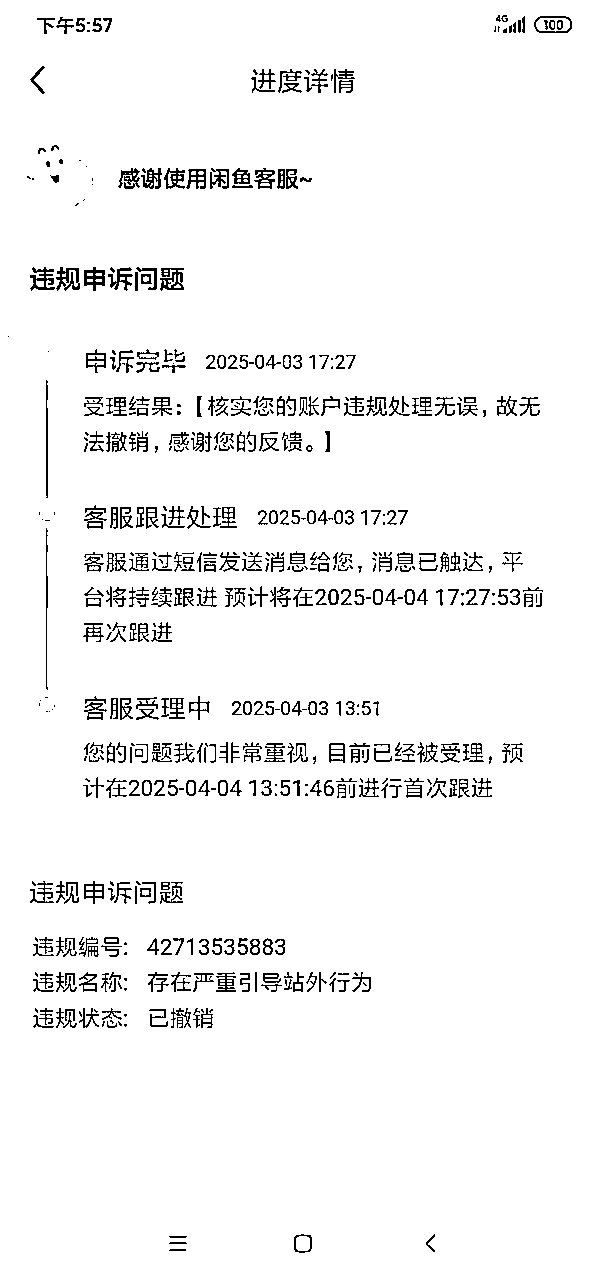 下午5:57
4G
100
进度详情
感谢使用闲鱼客服~
违规申诉问题
申诉完毕 2025-04-03 17:27
受理结果：【核实您的账户违规处理无误，故无
法撤销，感谢您的反馈。】
客服跟进处理 2025-04-03 17:27
客服通过短信发送消息给您，消息已触达，平
台将持续跟进 预计将在2025-04-04 17:27:53前
再次跟进
客服受理中 2025-04-03 13:51
您的问题我们非常重视，目前已经被受理，预
计在2025-04-04 13:51:46前进行首次跟进
违规申诉问题
违规编号： 42713535883
违规名称： 存在严重引导站外行为
违规状态： 已撤销